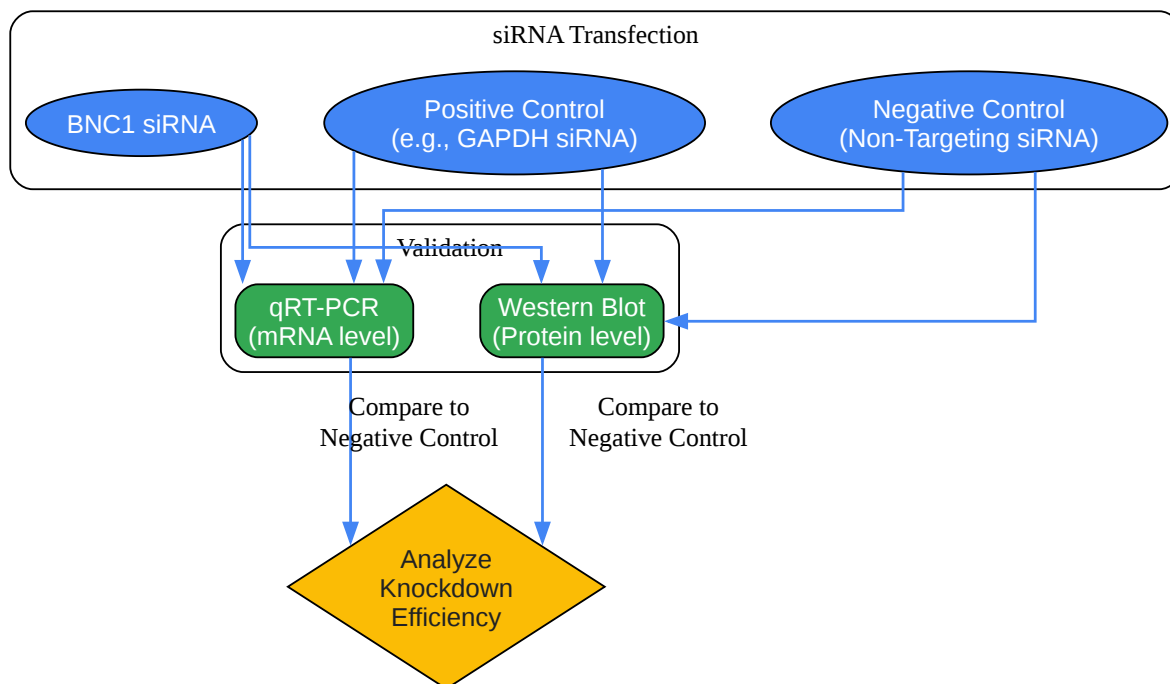 siRNA Transfection
BNC1 siRNA
Positive Control
(e.g., GAPDH siRNA)
Negative Control
(Non-Targeting siRNA)
Validation
qRT-PCR
(mRNA level)
Western Blot
(Protein level)
Compare to
Negative Control
Compare to
Negative Control
Analyze
Knockdown
Efficiency